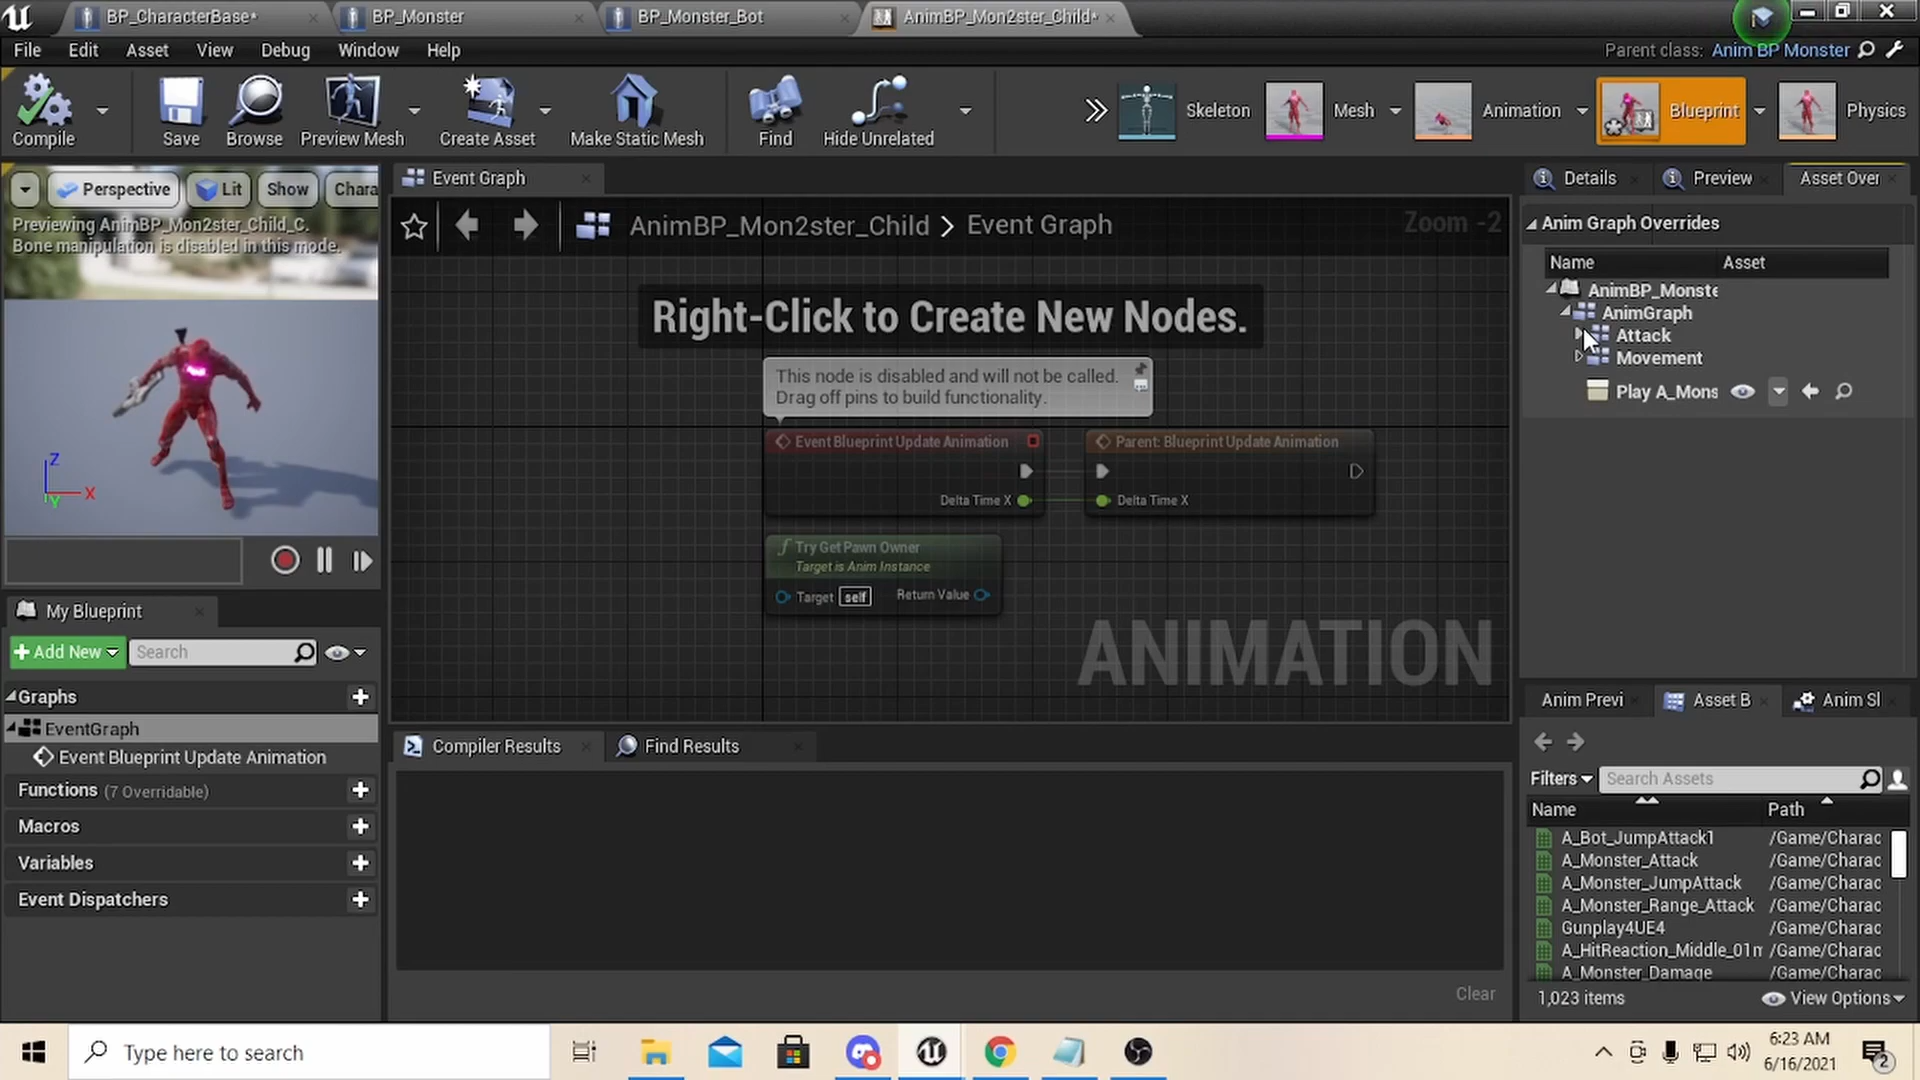 BP_CharacterBase*
BP_Monster
BP_Monster_Bot
AnimBP_Mon2ster_Child*
File Edit Asset View Debug Window Help
Parent class: Anim BP Monster
Compile
Save
Browse
Preview Mesh
Create Asset
Make Static Mesh
Find
Hide Unrelated
Skeleton
Mesh
Animation
Blueprint
Physics
Perspective
Lit
Show
Chara
Previewing AnimBP_Mon2ster_Child_C.
Bone manipulation is disabled in this mode.
Z
X
Y
Event Graph
AnimBP_Mon2ster_Child > Event Graph
Zoom -2
Right-Click to Create New Nodes.
This node is disabled and will not be called.
Drag off pins to build functionality.
Event Blueprint Update Animation
Delta Time X
Parent: Blueprint Update Animation
Delta Time X
Try Get Pawn Owner
Target is Anim Instance
Target self
Return Value
ANIMATION
Details
Preview
Asset Over
Anim Graph Overrides
Name
Asset
AnimBP_Monste
AnimGraph
Attack
Movement
Play A_Mons
My Blueprint
Add New
Search
Graphs
EventGraph
Event Blueprint Update Animation
Functions (7 Overridable)
Macros
Variables
Event Dispatchers
Compiler Results
Find Results
Clear
Anim Previ
Asset B
Anim Sl
Filters
Search Assets
Name
Path
A_Bot_JumpAttack1 /Game/Charac
A_Monster_Attack /Game/Charac
A_Monster_JumpAttack /Game/Charac
A_Monster_Range_Attack /Game/Charac
Gunplay4UE4 /Game/Charac
A_HitReaction_Middle_01m /Game/Charac
A_Monster_Damage /Game/Charac
1,023 items
View Options
Type here to search
6:23 AM
6/16/2021
2